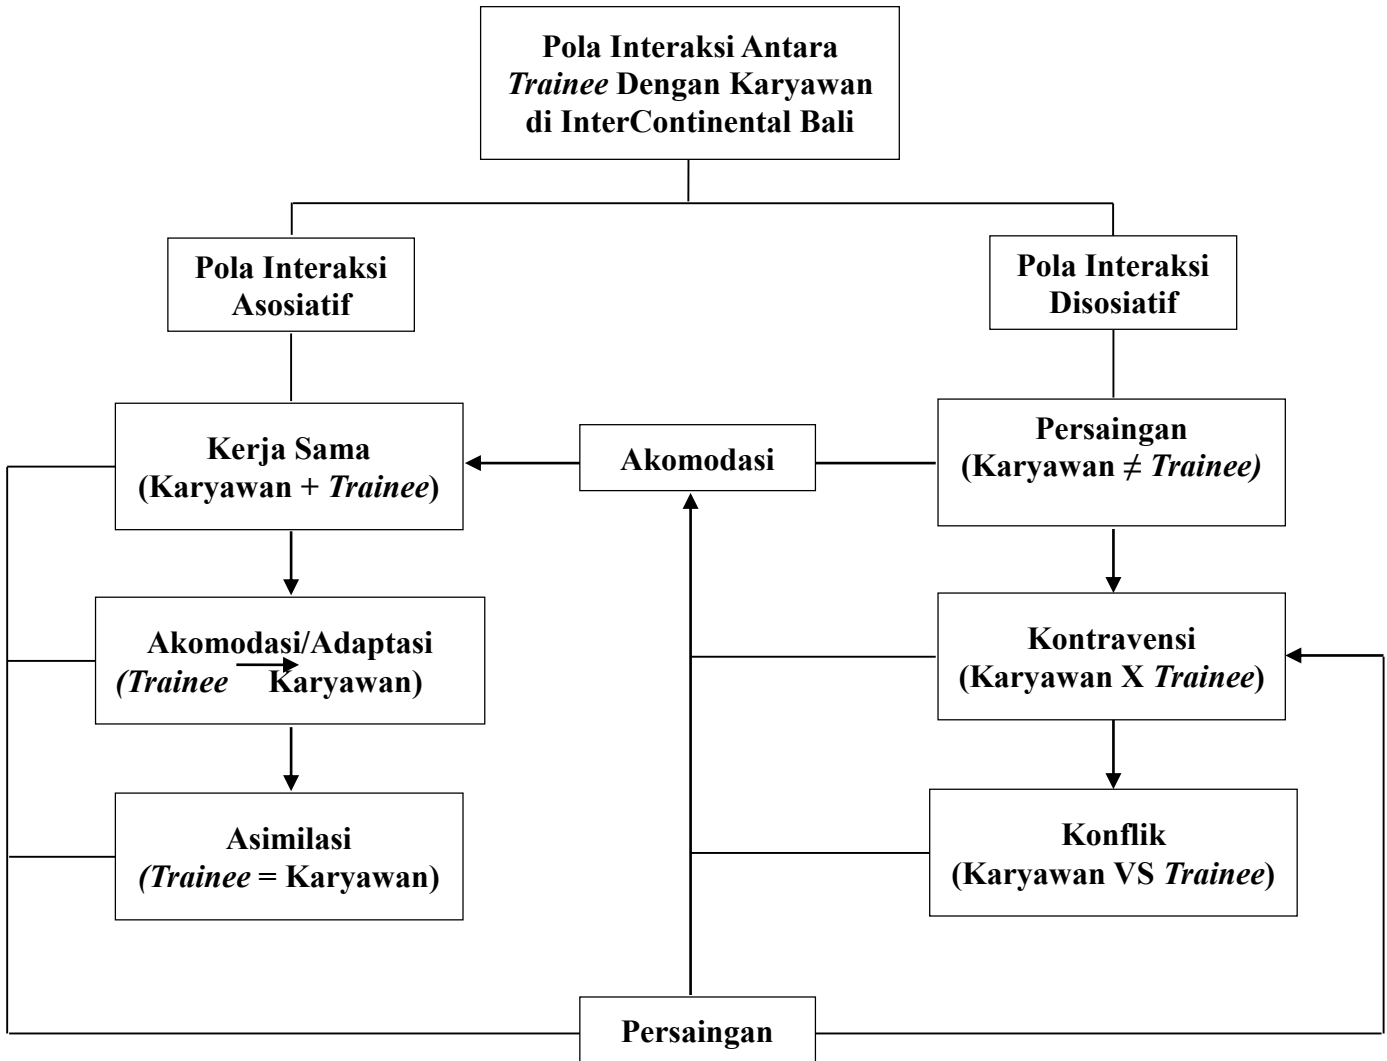 Pola Interaksi Antara
Trainee Dengan Karyawan
di InterContinental Bali
Pola Interaksi
Asosiatif
Pola Interaksi
Disosiatif
Kerja Sama
(Karyawan + Trainee)
Akomodasi
Persaingan
(Karyawan ≠ Trainee)
Akomodasi/Adaptasi
(Trainee → Karyawan)
Kontravensi
(Karyawan X Trainee)
Asimilasi
(Trainee = Karyawan)
Konflik
(Karyawan VS Trainee)
Persaingan